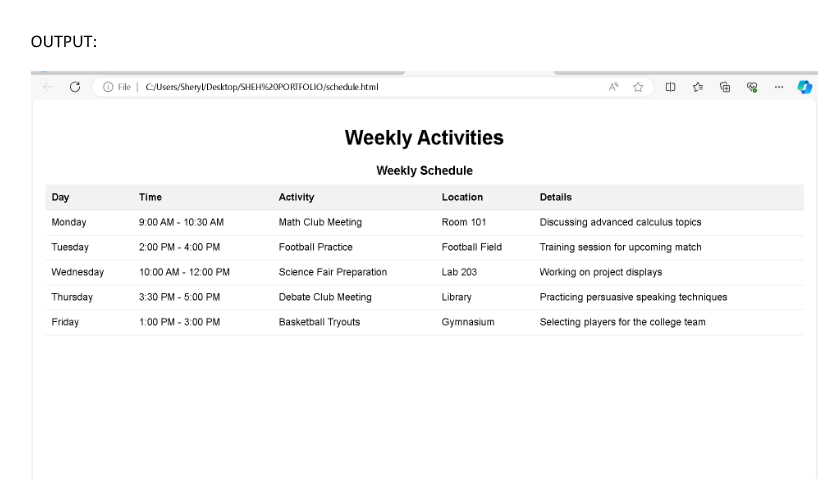 OUTPUT:
File | C:/Users/Sheryl/Desktop/SHEH%20PORTFOLIO/schedule.html
Weekly Activities
Weekly Schedule
Day Time Activity Location Details
Monday 9:00 AM - 10:30 AM Math Club Meeting Room 101 Discussing advanced calculus topics
Tuesday 2:00 PM - 4:00 PM Football Practice Football Field Training session for upcoming match
Wednesday 10:00 AM - 12:00 PM Science Fair Preparation Lab 203 Working on project displays
Thursday 3:30 PM - 5:00 PM Debate Club Meeting Library Practicing persuasive speaking techniques
Friday 1:00 PM - 3:00 PM Basketball Tryouts Gymnasium Selecting players for the college team